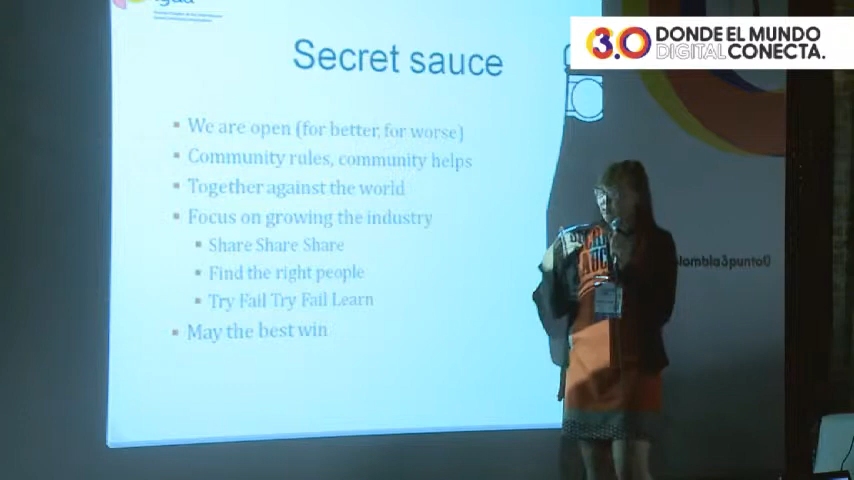 igda
3.0 DONDE EL MUNDO
DIGITAL CONECTA.
Secret sauce
We are open (for better, for worse)
Community rules, community helps
Together against the world
Focus on growing the industry
Share Share Share
Find the right people
Try Fail Try Fail Learn
May the best win
lombia3punto0